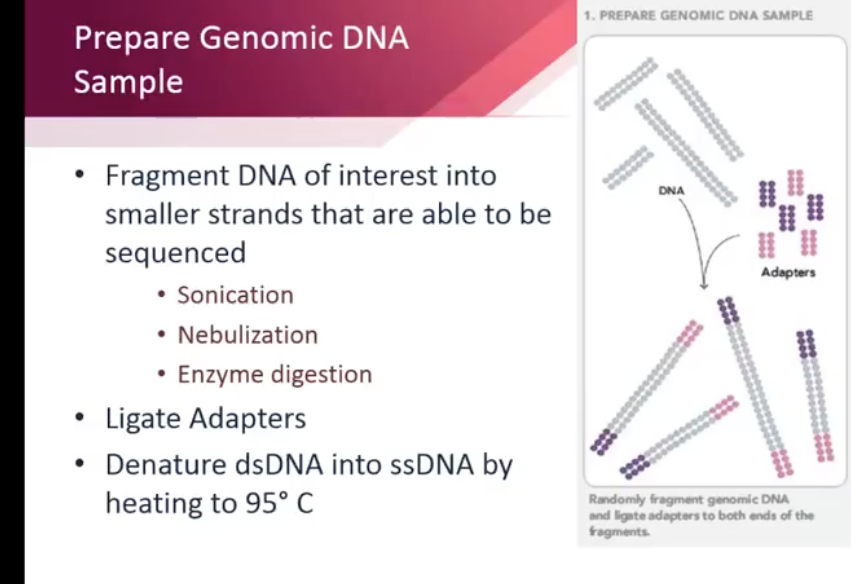 Prepare Genomic DNA
Sample
• Fragment DNA of interest into
smaller strands that are able to be
sequenced
• Sonication
• Nebulization
• Enzyme digestion
• Ligate Adapters
• Denature dsDNA into ssDNA by
heating to 95° C
1. PREPARE GENOMIC DNA SAMPLE
DNA
Adapters
Randomly fragment genomic DNA
and ligate adapters to both ends of the
fragments.